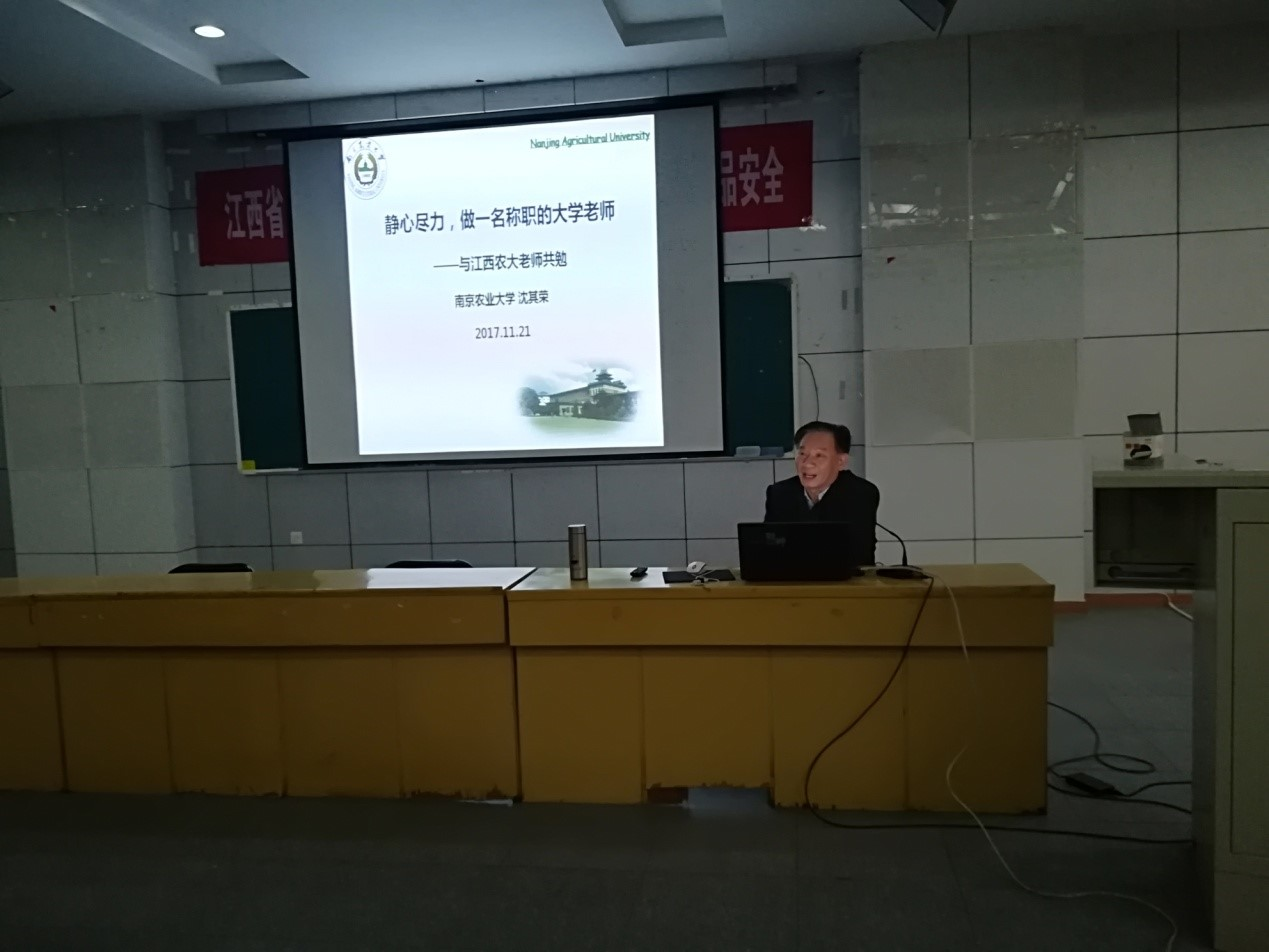 Nanjing Agricultural University
江西省
品安全
静心尽力，做一名称职的大学老师
——与江西农大老师共勉
南京农业大学 沈其荣
2017.11.21